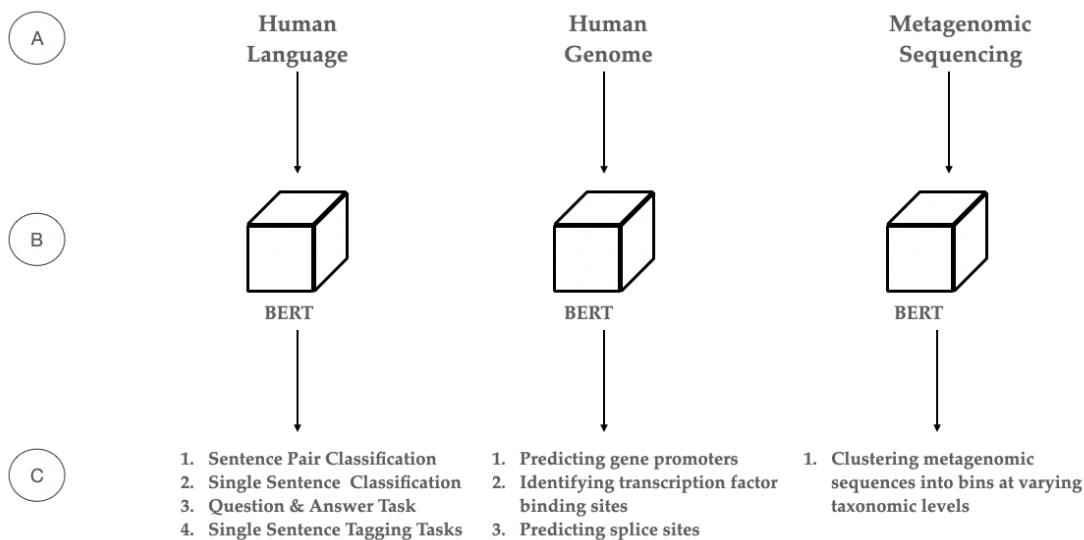 A
Human
Language
Human
Genome
Metagenomic
Sequencing
B
BERT
BERT
BERT
C
1. Sentence Pair Classification
2. Single Sentence Classification
3. Question & Answer Task
4. Single Sentence Tagging Tasks
1. Predicting gene promoters
2. Identifying transcription factor
binding sites
3. Predicting splice sites
1. Clustering metagenomic
sequences into bins at varying
taxonomic levels